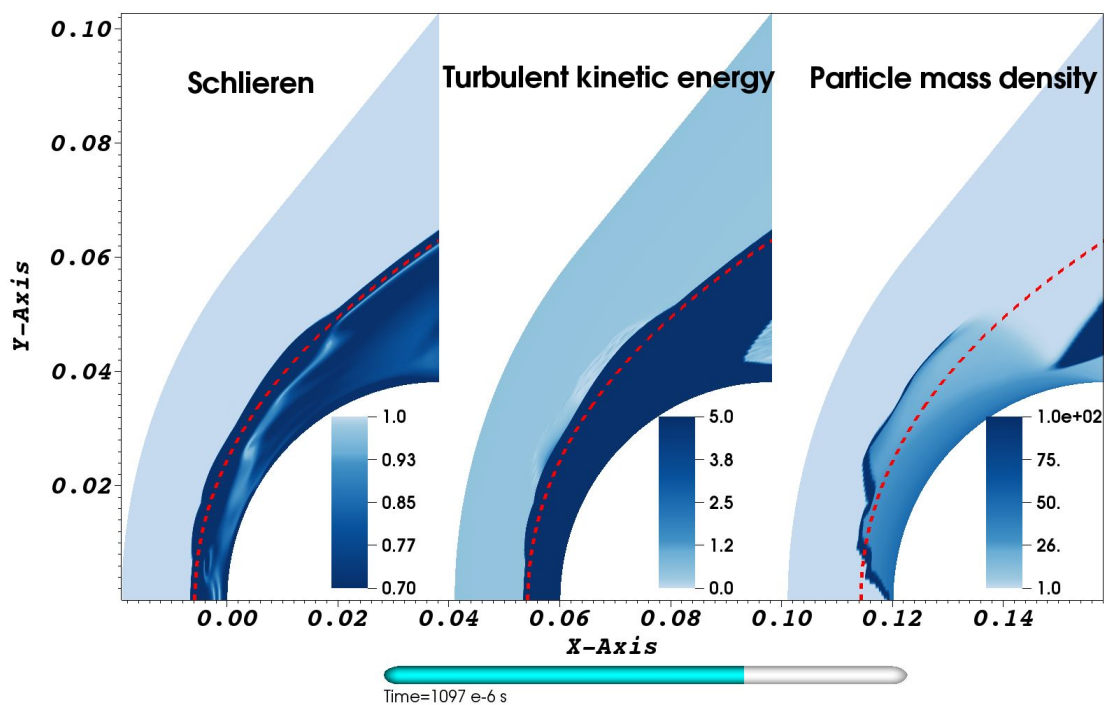 Schlieren
Turbulent kinetic energy
Particle mass density
0.10
0.08
0.06
0.04
0.02
Y-Axis
1.0
0.93
0.85
0.77
0.70
5.0
3.8
2.5
1.2
0.0
1.0e+02
75.
50.
26.
1.0
0.00 0.02 0.04 0.06 0.08 0.10 0.12 0.14
X-Axis
Time=1097 e-6 s